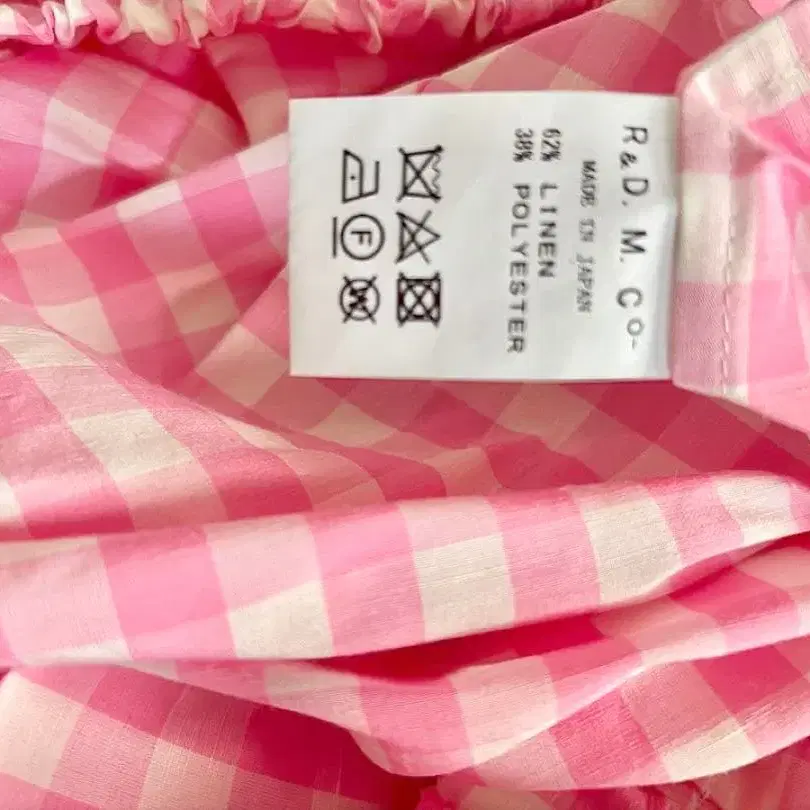 R&D. M. Co-
MADE IN JAPAN
62% LINEN
38% POLYESTER
F
W